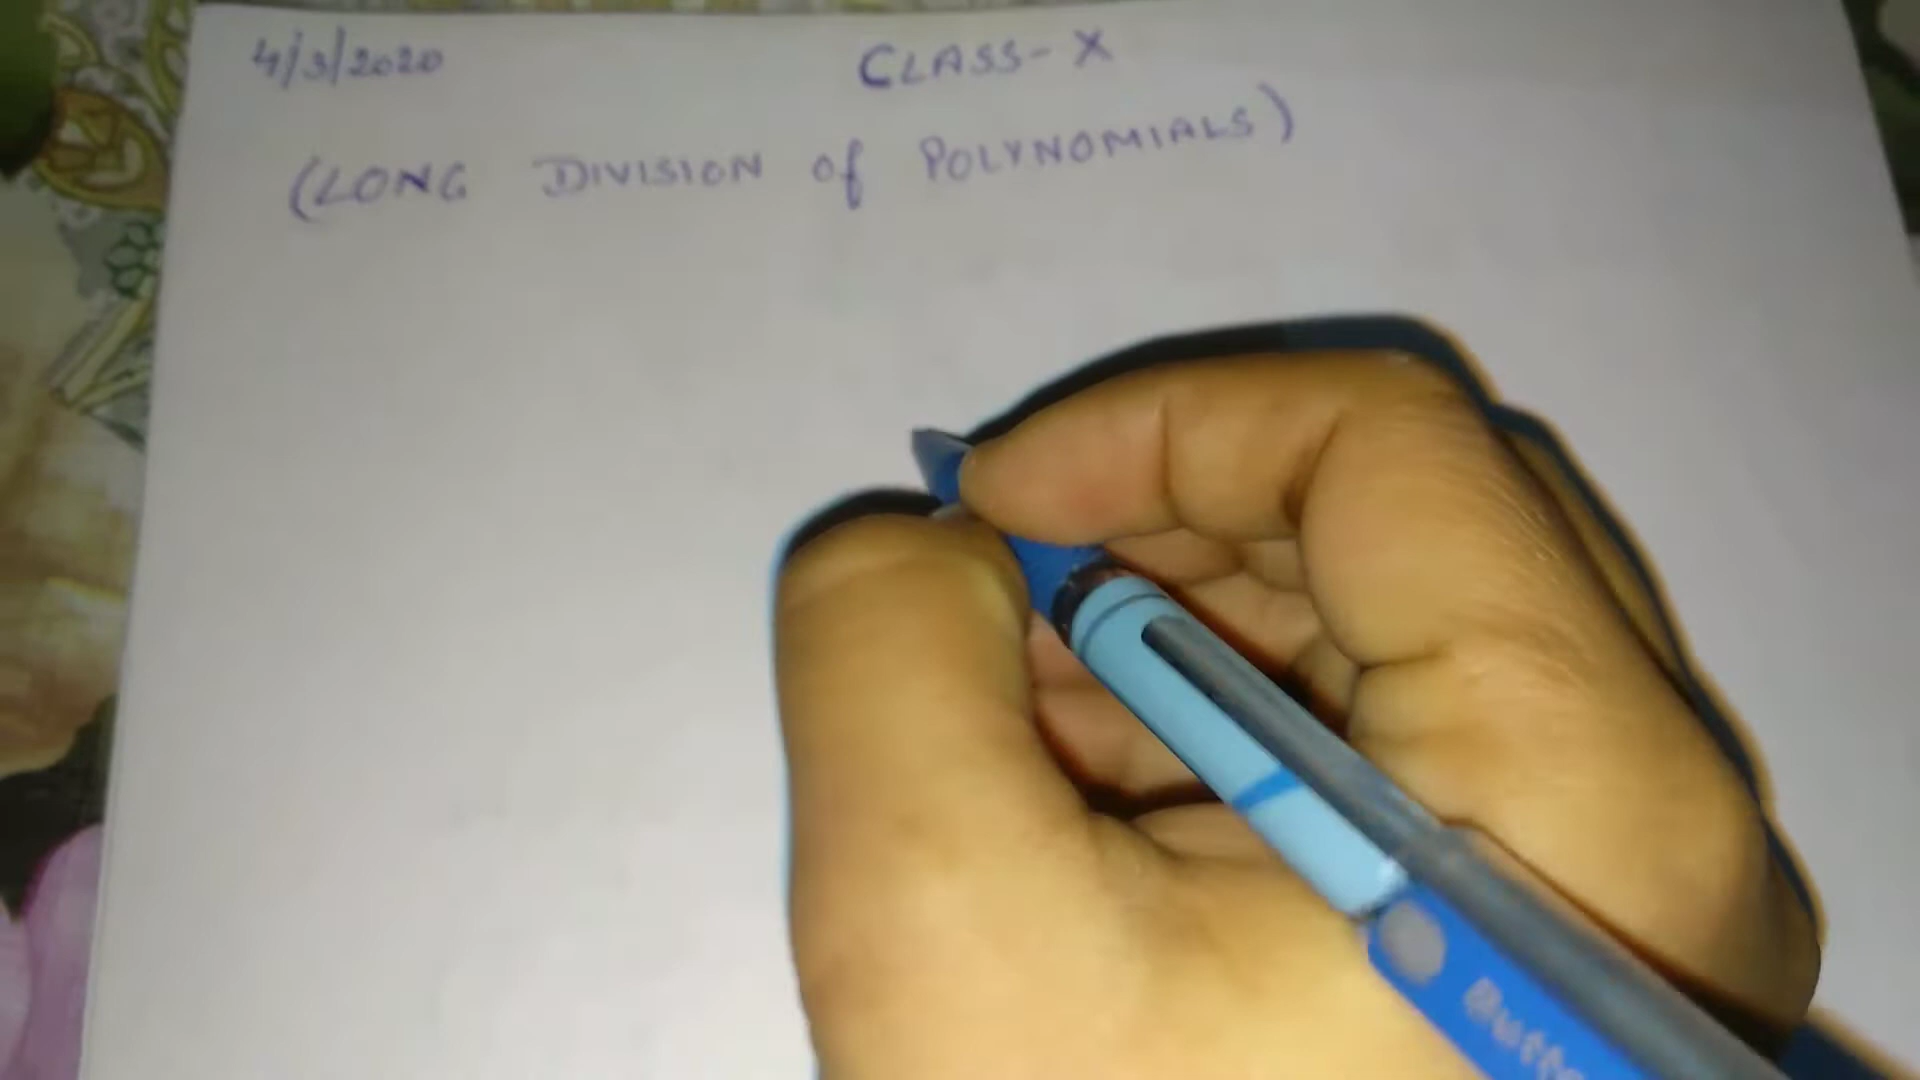 4/3/2020 CLASS-X
(LONG DIVISION of POLYNOMIALS)